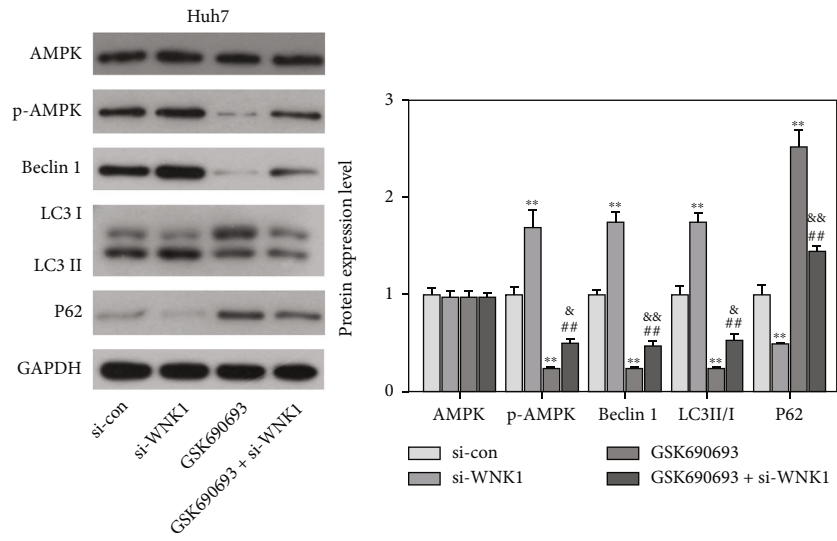 Huh7
AMPK
p-AMPK
Beclin 1
LC3 I
LC3 II
P62
GAPDH
si-con
si-WNK1
GSK690693
GSK690693 + si-WNK1
Protein expression level
3
2
1
0
**
**
&
##
**
**
&&
##
**
**
&
##
**
**
&&
##
AMPK
p-AMPK
Beclin 1
LC3II/I
P62
si-con
si-WNK1
GSK690693
GSK690693 + si-WNK1